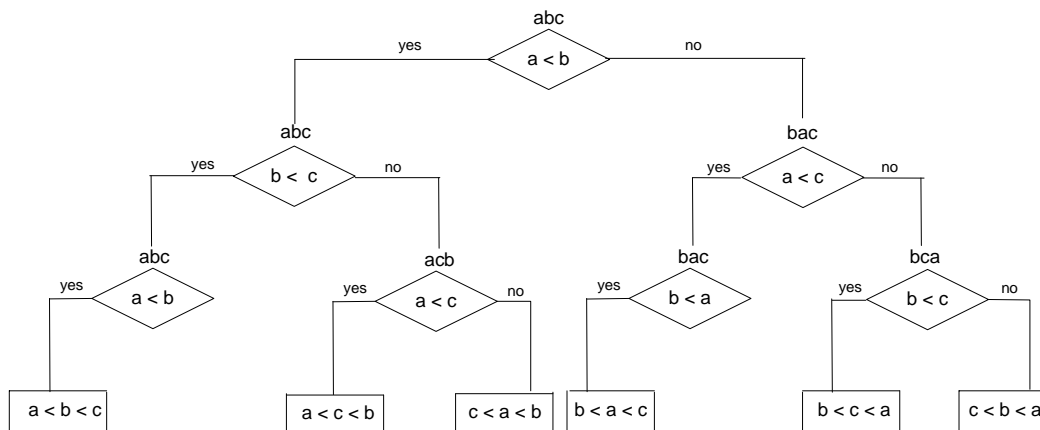 abc
yes
a < b
no
abc
bac
yes
b < c
no
yes
a < c
no
abc
acb
bac
bca
yes
a < b
yes
a < c
no
yes
b < a
yes
b < c
no
a < b < c
a < c < b
c < a < b
b < a < c
b < c < a
c < b < a